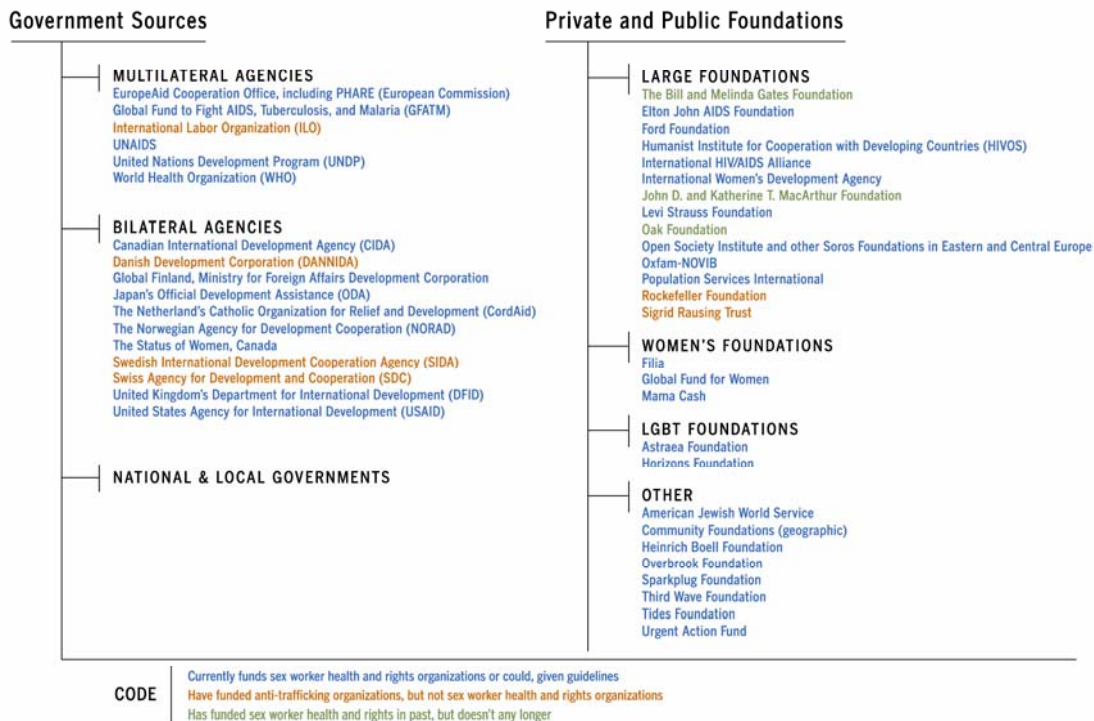 Government Sources
MULTILATERAL AGENCIES
EuropeAid Cooperation Office, including PHARE (European Commission)
Global Fund to Fight AIDS, Tuberculosis, and Malaria (GFATM)
International Labor Organization (ILO)
UNAIDS
United Nations Development Program (UNDP)
World Health Organization (WHO)
BILATERAL AGENCIES
Canadian International Development Agency (CIDA)
Danish Development Corporation (DANNIDA)
Global Finland, Ministry for Foreign Affairs Development Corporation
Japan's Official Development Assistance (ODA)
The Netherland's Catholic Organization for Relief and Development (CordAid)
The Norwegian Agency for Development Cooperation (NORAD)
The Status of Women, Canada
Swedish International Development Cooperation Agency (SIDA)
Swiss Agency for Development and Cooperation (SDC)
United Kingdom's Department for International Development (DFID)
United States Agency for International Development (USAID)
NATIONAL & LOCAL GOVERNMENTS
Private and Public Foundations
LARGE FOUNDATIONS
The Bill and Melinda Gates Foundation
Elton John AIDS Foundation
Ford Foundation
Humanist Institute for Cooperation with Developing Countries (HIVOS)
International HIV/AIDS Alliance
International Women's Development Agency
John D. and Katherine T. MacArthur Foundation
Levi Strauss Foundation
Oak Foundation
Open Society Institute and other Soros Foundations in Eastern and Central Europe
Oxfam-NOVIB
Population Services International
Rockefeller Foundation
Sigrid Rausing Trust
WOMEN'S FOUNDATIONS
Filia
Global Fund for Women
Mama Cash
LGBT FOUNDATIONS
Astraea Foundation
Horizons Foundation
OTHER
American Jewish World Service
Community Foundations (geographic)
Heinrich Boell Foundation
Overbrook Foundation
Sparkplug Foundation
Third Wave Foundation
Tides Foundation
Urgent Action Fund
CODE
Currently funds sex worker health and rights organizations or could, given guidelines
Have funded anti-trafficking organizations, but not sex worker health and rights organizations
Has funded sex worker health and rights in past, but doesn't any longer